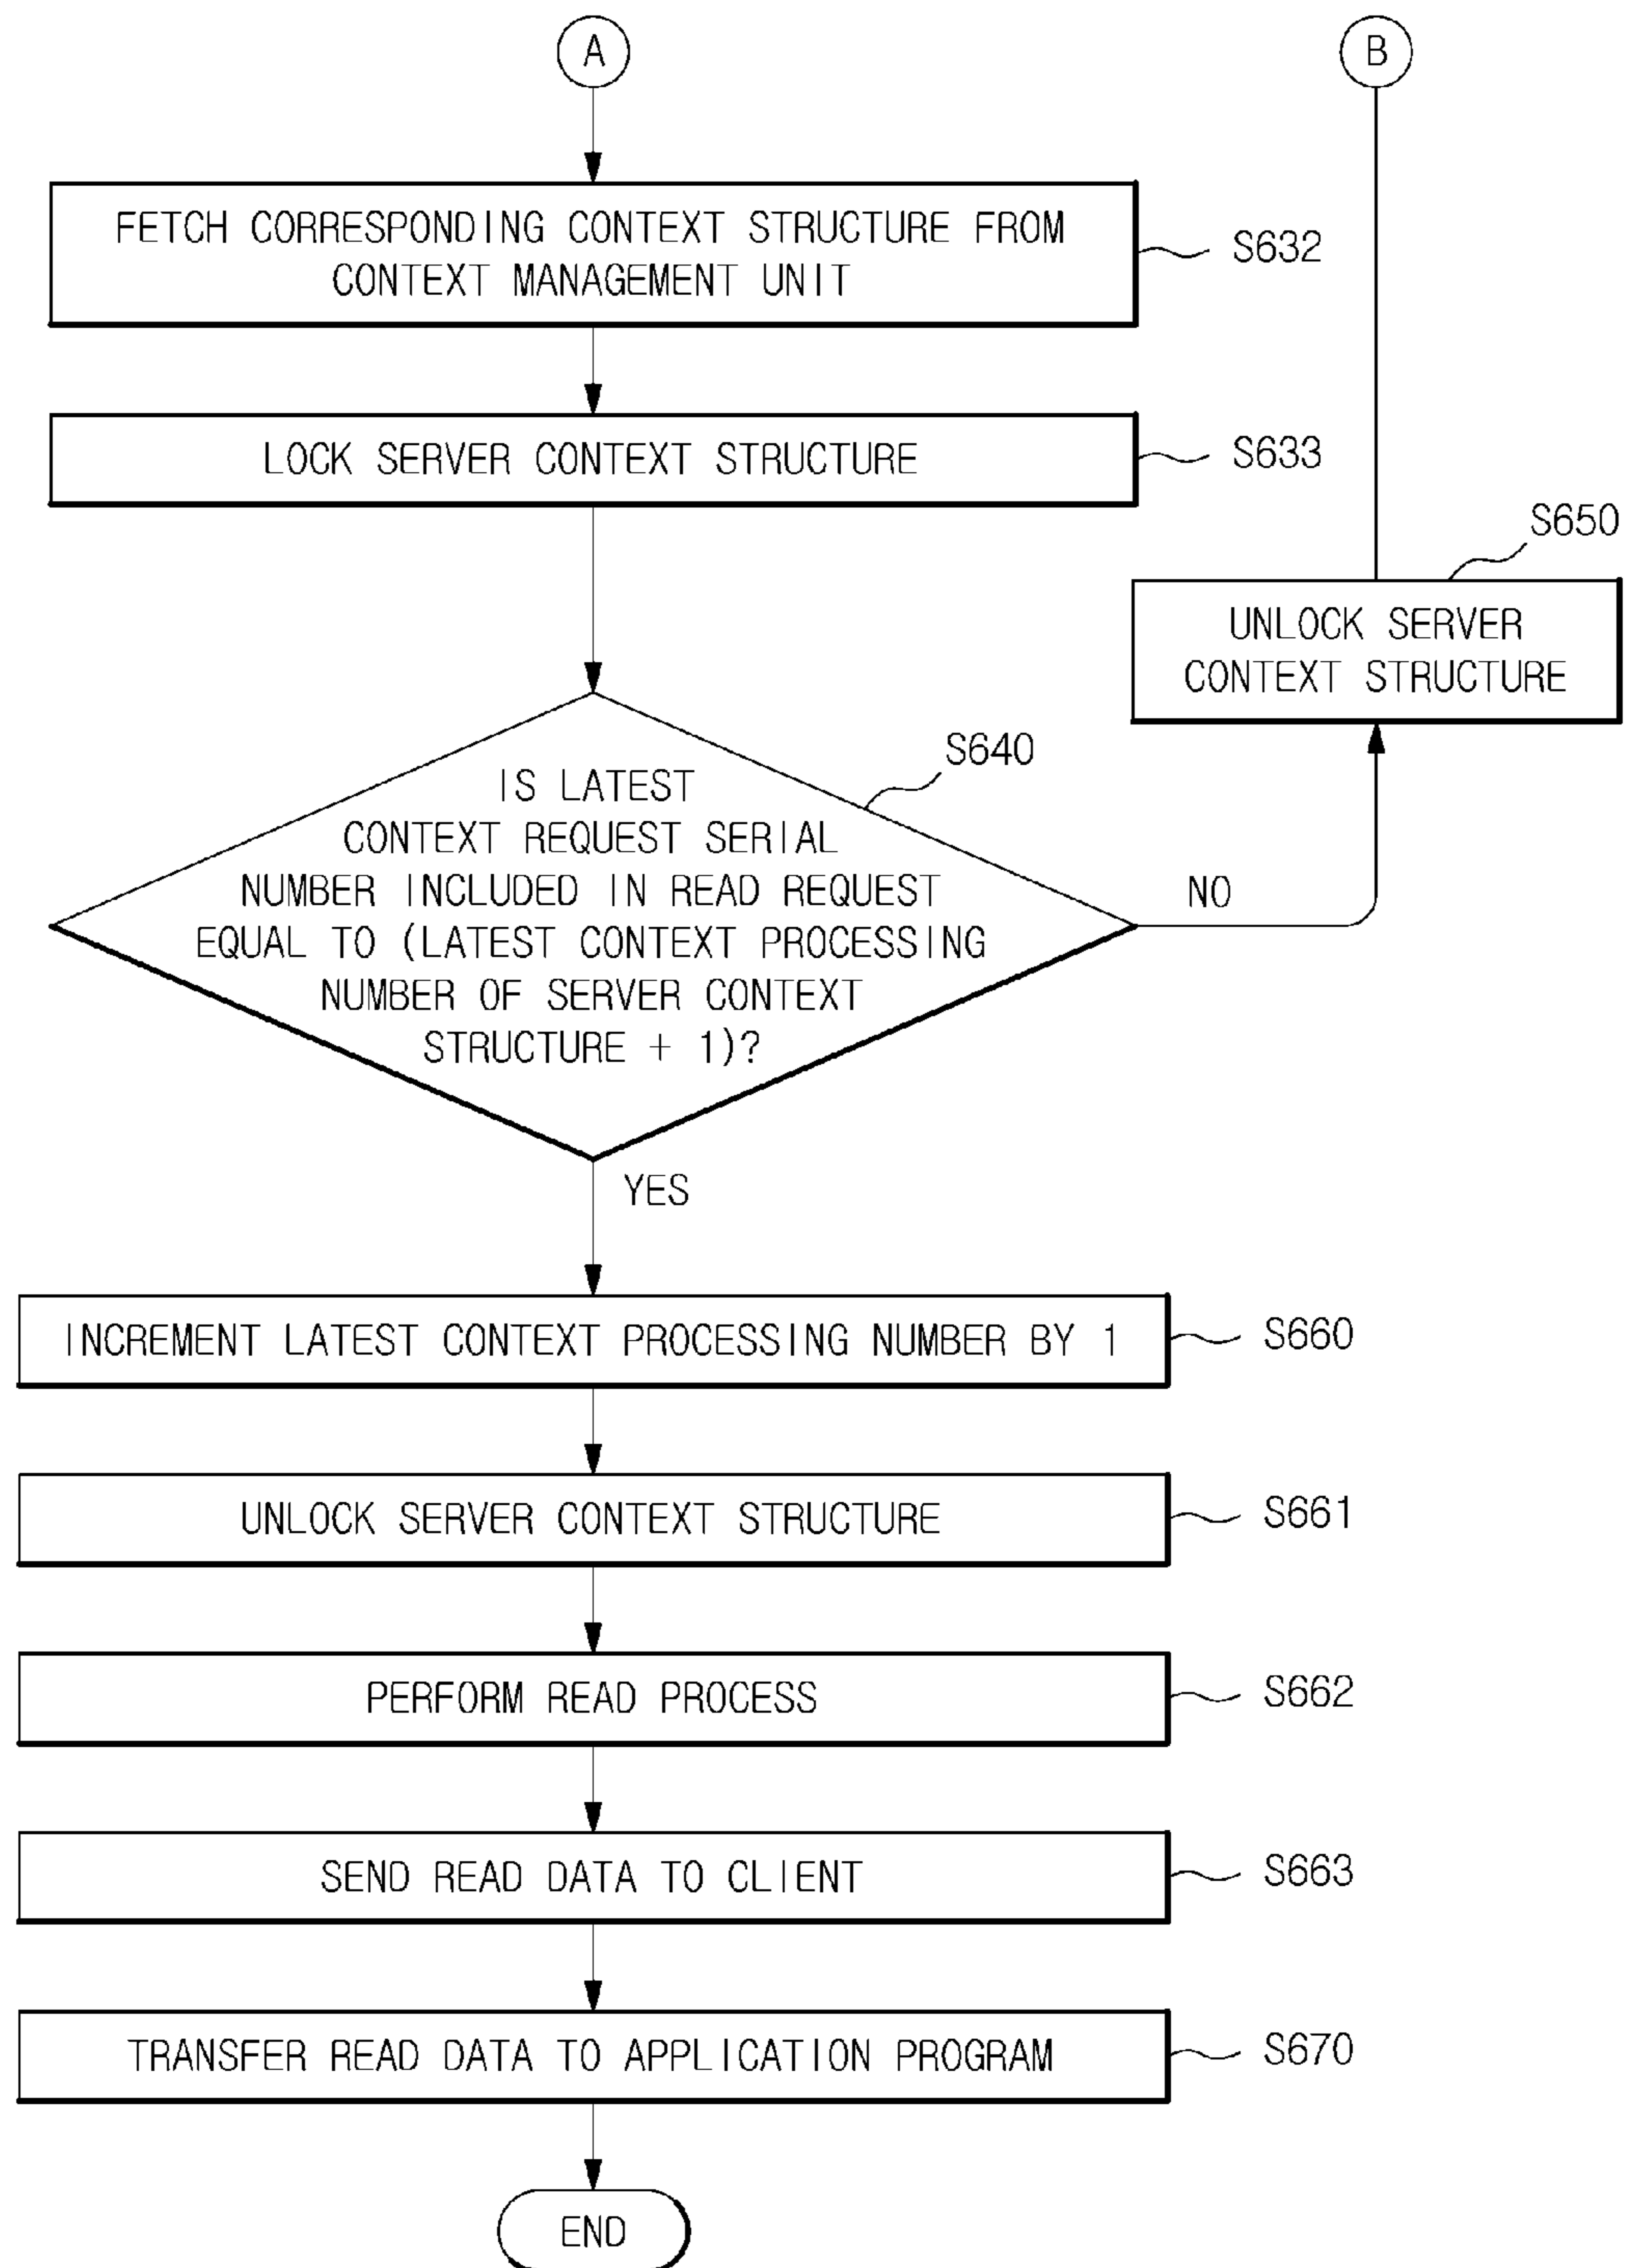 A
B
FETCH CORRESPONDING CONTEXT STRUCTURE FROM
CONTEXT MANAGEMENT UNIT
S632
LOCK SERVER CONTEXT STRUCTURE
S633
S650
UNLOCK SERVER
CONTEXT STRUCTURE
S640
IS LATEST
CONTEXT REQUEST SERIAL
NUMBER INCLUDED IN READ REQUEST
EQUAL TO (LATEST CONTEXT PROCESSING
NUMBER OF SERVER CONTEXT
STRUCTURE + 1)?
NO
YES
INCREMENT LATEST CONTEXT PROCESSING NUMBER BY 1
S660
UNLOCK SERVER CONTEXT STRUCTURE
S661
PERFORM READ PROCESS
S662
SEND READ DATA TO CLIENT
S663
TRANSFER READ DATA TO APPLICATION PROGRAM
S670
END